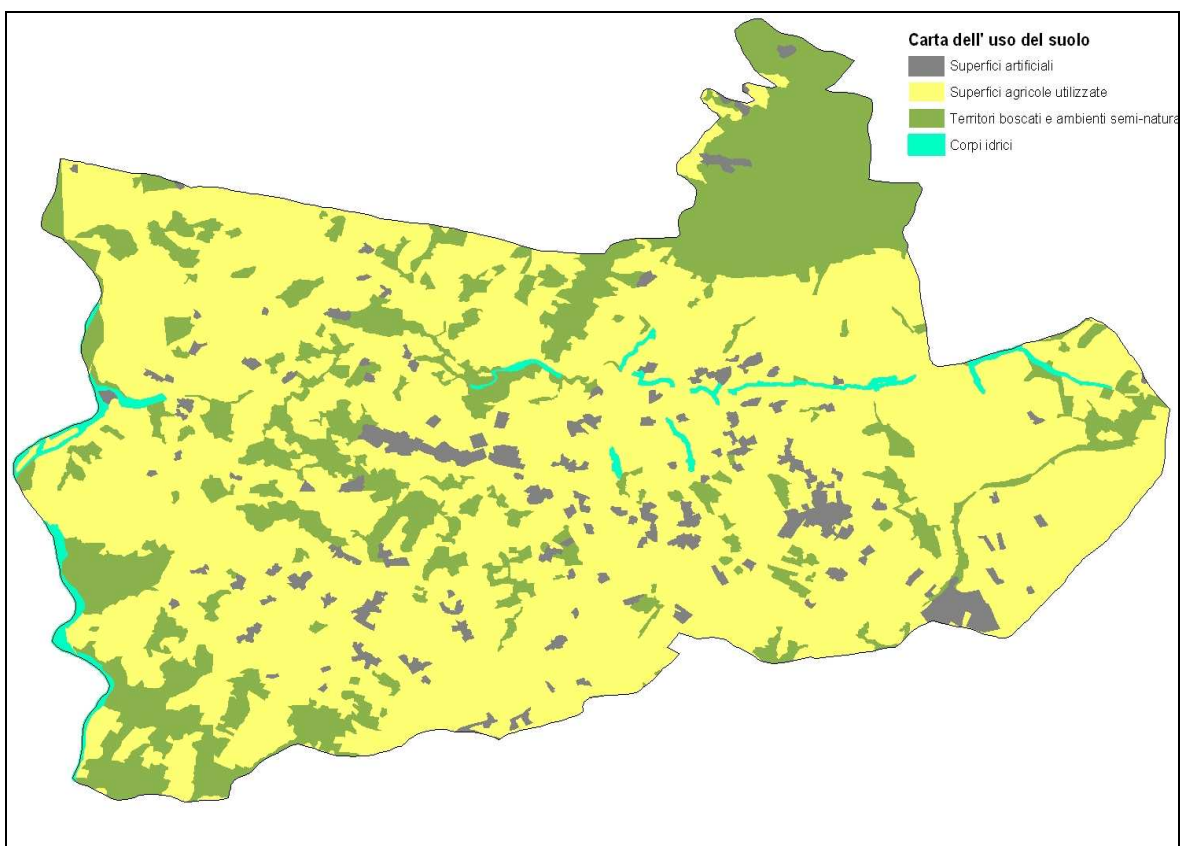 Carta dell' uso del suolo
Superfici artificiali
Superfici agricole utilizzate
Territori boscati e ambienti semi-natura
Corpi idrici